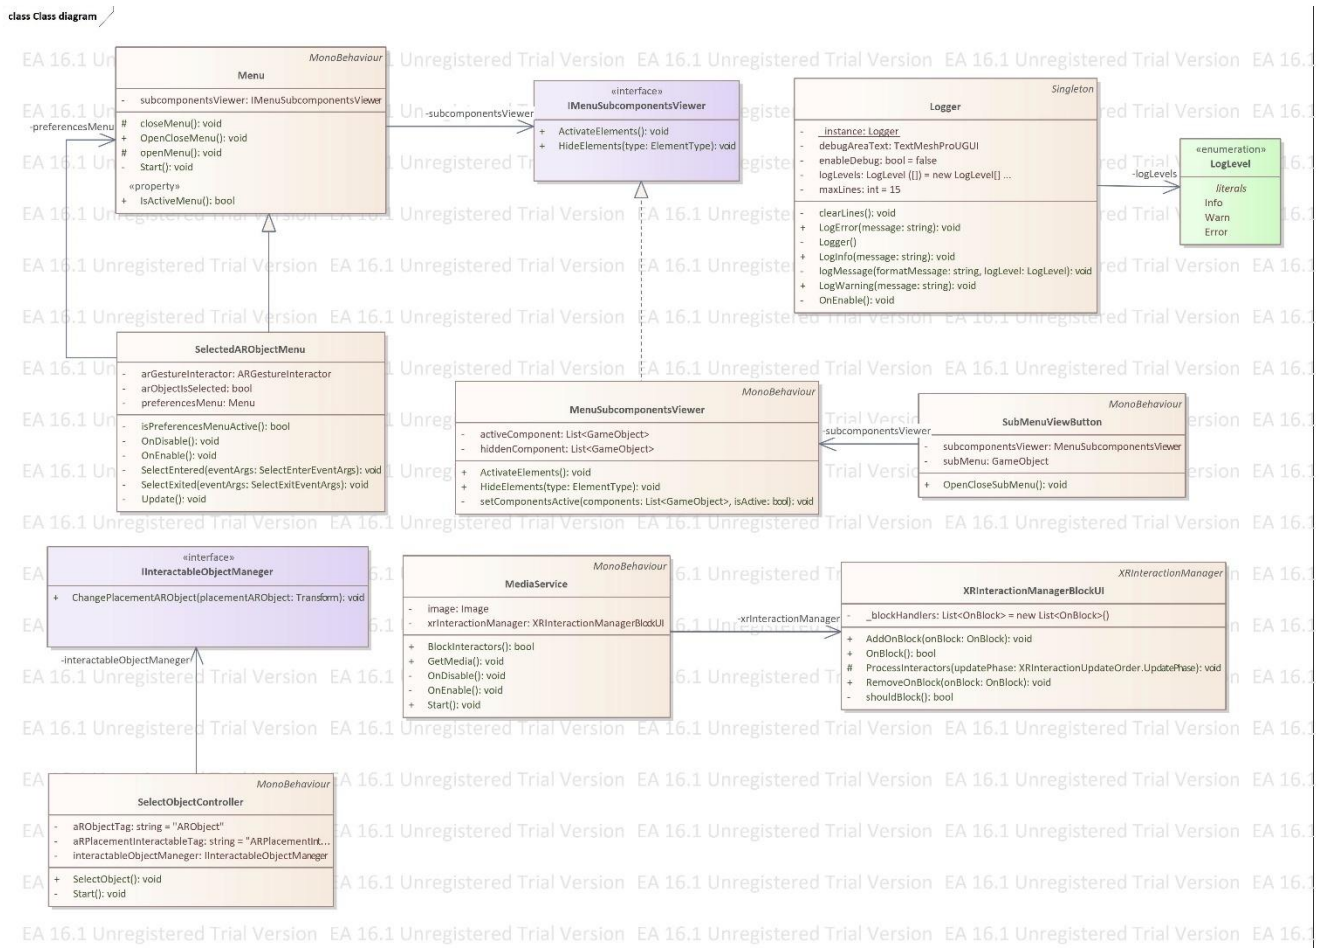 class Class diagram
EA 16.1 Unregistered Trial Version
MonoBehaviour
Menu
- subcomponentsViewer: IMenuSubcomponentsViewer
# closeMenu(): void
+ OpenCloseMenu(): void
# openMenu(): void
- Start(): void
«property»
+ IsActiveMenu(): bool
-preferencesMenu
-subcomponentsViewer
«interface»
IMenuSubcomponentsViewer
+ ActivateElements(): void
+ HideElements(type: ElementType): void
Singleton
Logger
- _instance: Logger
- debugAreaText: TextMeshProUGUI
- enableDebug: bool = false
- logLevels: LogLevel ([]) = new LogLevel[] ...
- maxLines: int = 15
- clearLines(): void
+ LogError(message: string): void
- Logger()
+ LogInfo(message: string): void
- logMessage(formatMessage: string, logLevel: LogLevel): void
+ LogWarning(message: string): void
- OnEnable(): void
-logLevels
«enumeration»
LogLevel
literals
Info
Warn
Error
SelectedARObjectMenu
- arGestureInteractor: ARGestureInteractor
- arObjectIsSelected: bool
- preferencesMenu: Menu
- isPreferencesMenuActive(): bool
- OnDisable(): void
- OnEnable(): void
- SelectEntered(eventArgs: SelectEnterEventArgs): void
- SelectExited(eventArgs: SelectExitEventArgs): void
- Update(): void
MonoBehaviour
MenuSubcomponentsViewer
- activeComponent: List<GameObject>
- hiddenComponent: List<GameObject>
+ ActivateElements(): void
+ HideElements(type: ElementType): void
- setComponentsActive(components: List<GameObject>, isActive: bool): void
-subcomponentsViewer
MonoBehaviour
SubMenuViewButton
- subcomponentsViewer: MenuSubcomponentsViewer
- subMenu: GameObject
+ OpenCloseSubMenu(): void
«interface»
IInteractableObjectManeger
+ ChangePlacementARObject(placementARObject: Transform): void
-interactableObjectManeger
MonoBehaviour
MediaService
- image: Image
- xrInteractionManager: XRInteractionManagerBlockUI
+ BlockInteractors(): bool
+ GetMedia(): void
- OnDisable(): void
- OnEnable(): void
+ Start(): void
-xrInteractionManager
XRInteractionManager
XRInteractionManagerBlockUI
- _blockHandlers: List<OnBlock> = new List<OnBlock>()
+ AddOnBlock(onBlock: OnBlock): void
+ OnBlock(): bool
# ProcessInteractors(updatePhase: XRInteractionUpdateOrder.UpdatePhase): void
+ RemoveOnBlock(onBlock: OnBlock): void
- shouldBlock(): bool
MonoBehaviour
SelectObjectController
- aRObjectTag: string = "ARObject"
- aRPlacementInteractableTag: string = "ARPlacementInt...
- interactableObjectManeger: IInteractableObjectManeger
+ SelectObject(): void
- Start(): void